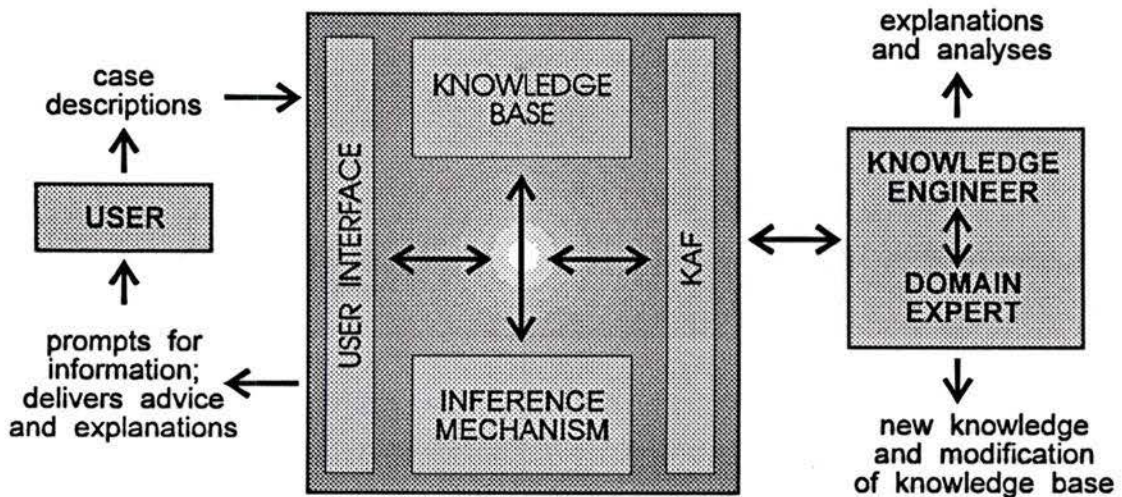 case
descriptions
USER
prompts for
information;
delivers advice
and explanations
USER INTERFACE
KNOWLEDGE
BASE
INFERENCE
MECHANISM
KAF
explanations
and analyses
KNOWLEDGE
ENGINEER
DOMAIN
EXPERT
new knowledge
and modification
of knowledge base